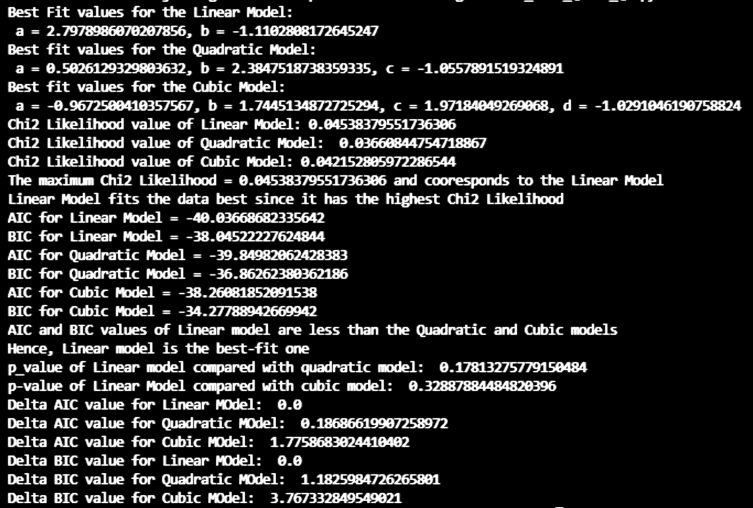 Best Fit values for the Linear Model:
a = 2.7978986070207856, b = -1.1102808172645247
Best fit values for the Quadratic Model:
a = 0.5026129329803632, b = 2.3847518738359335, c = -1.0557891519324891
Best fit values for the Cubic Model:
a = -0.9672500410357567, b = 1.7445134872725294, c = 1.97184049269068, d = -1.0291046190758824
Chi2 Likelihood value of Linear Model: 0.04538379551736306
Chi2 Likelihood value of Quadratic Model:  0.03660844754718867
Chi2 Likelihood value of Cubic Model: 0.042152805972286544
The maximum Chi2 Likelihood = 0.04538379551736306 and cooresponds to the Linear Model
Linear Model fits the data best since it has the highest Chi2 Likelihood
AIC for Linear Model = -40.03668682335642
BIC for Linear Model = -38.04522227624844
AIC for Quadratic Model = -39.84982062428383
BIC for Quadratic Model = -36.86262380362186
AIC for Cubic Model = -38.26081852091538
BIC for Cubic Model = -34.27788942669942
AIC and BIC values of Linear model are less than the Quadratic and Cubic models
Hence, Linear model is the best-fit one
p_value of Linear model compared with quadratic model:  0.17813275779150484
p-value of Linear Model compared with cubic model:  0.32887884484820396
Delta AIC value for Linear MOdel:  0.0
Delta AIC value for Quadratic MOdel:  0.18686619907258972
Delta AIC value for Cubic MOdel:  1.7758683024410402
Delta BIC value for Linear MOdel:  0.0
Delta BIC value for Quadratic MOdel:  1.1825984726265801
Delta BIC value for Cubic MOdel:  3.767332849549021